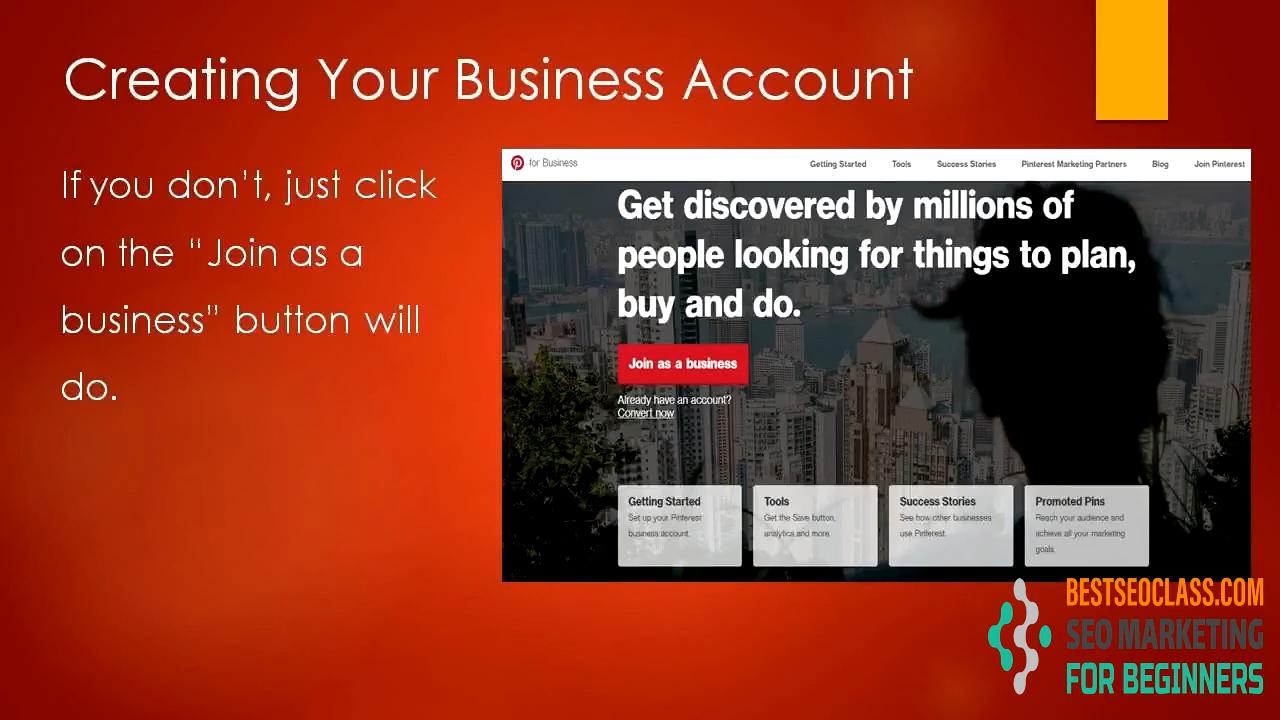 Creating Your Business Account
If you don't, just click
on the “Join as a
business” button will
do.
for Business
Getting Started Tools Success Stories Pinterest Marketing Partners Blog Join Pinterest
Get discovered by millions of
people looking for things to plan,
buy and do.
Join as a business
Already have an account?
Convert now
Getting Started
Set up your Pinterest
business account.
Tools
Get the Save button,
analytics and more.
Success Stories
See how other businesses
use Pinterest.
Promoted Pins
Reach your audience and
achieve all your marketing
goals.
BESTSEOCLASS.COM
SEO MARKETING
FOR BEGINNERS